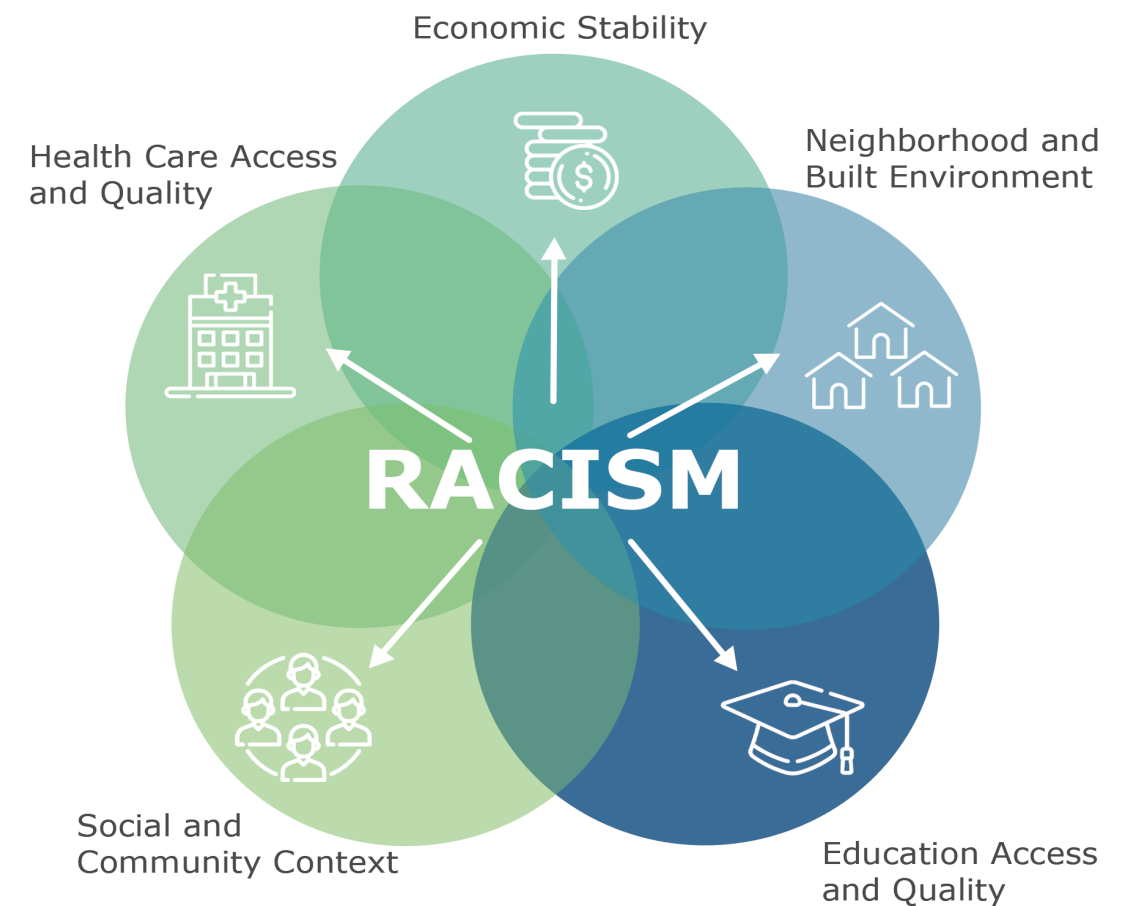 Economic Stability
Health Care Access
and Quality
Neighborhood and
Built Environment
$
RACISM
Social and
Community Context
Education Access
and Quality